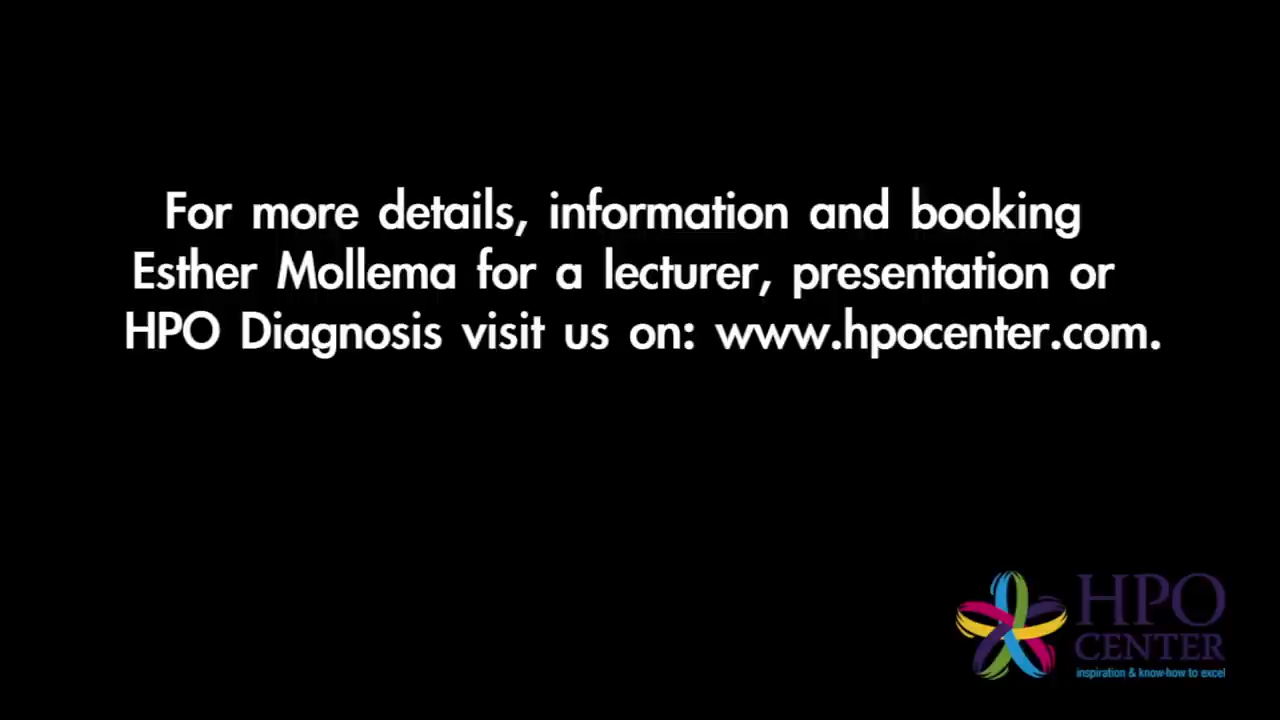 For more details, information and booking
Esther Mollema for a lecturer, presentation or
HPO Diagnosis visit us on: www.hpocenter.com.
HPO
CENTER
inspiration & know-how to excel